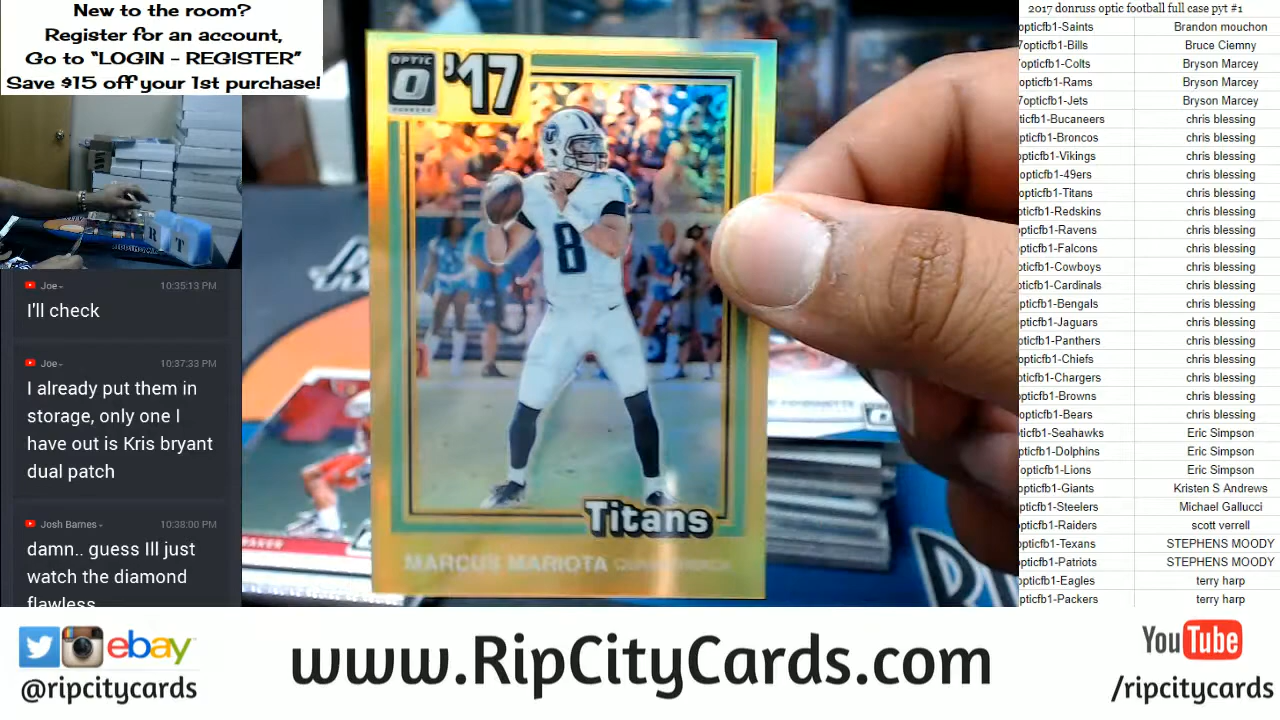 New to the room?
Register for an account,
Go to “LOGIN - REGISTER”
Save $15 off your 1st purchase!
Joe
10:35:13 PM
I'll check
Joe
10:37:33 PM
I already put them in
storage, only one I
have out is Kris bryant
dual patch
Josh Barnes
10:38:00 PM
damn.. guess Ill just
watch the diamond
flawless
OPTIC
O
'17
8
Titans
MARCUS MARIOTA
2017 donruss optic football full case pyt #1
opticfb1-Saints Brandon mouchon
7opticfb1-Bills Bruce Ciemny
7opticfb1-Colts Bryson Marcey
opticfb1-Rams Bryson Marcey
7opticfb1-Jets Bryson Marcey
opticfb1-Bucaneers chris blessing
opticfb1-Broncos chris blessing
opticfb1-Vikings chris blessing
opticfb1-49ers chris blessing
opticfb1-Titans chris blessing
opticfb1-Redskins chris blessing
opticfb1-Ravens chris blessing
opticfb1-Falcons chris blessing
opticfb1-Cowboys chris blessing
opticfb1-Cardinals chris blessing
opticfb1-Bengals chris blessing
opticfb1-Jaguars chris blessing
opticfb1-Panthers chris blessing
opticfb1-Chiefs chris blessing
opticfb1-Chargers chris blessing
opticfb1-Browns chris blessing
opticfb1-Bears chris blessing
opticfb1-Seahawks Eric Simpson
opticfb1-Dolphins Eric Simpson
opticfb1-Lions Eric Simpson
opticfb1-Giants Kristen S Andrews
opticfb1-Steelers Michael Gallucci
opticfb1-Raiders scott verrell
opticfb1-Texans STEPHENS MOODY
opticfb1-Patriots STEPHENS MOODY
opticfb1-Eagles terry harp
opticfb1-Packers terry harp
ebay
@ripcitycards
www.RipCityCards.com
YouTube
/ripcitycards